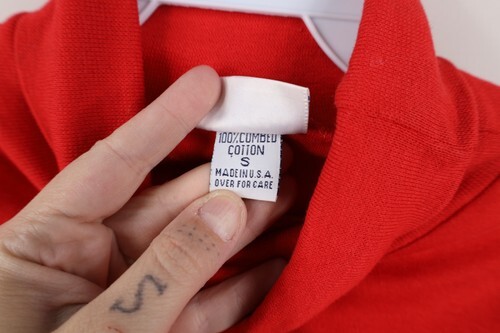 100% COMBED
COTTON
S
MADE IN U.S.A.
OVER FOR CARE